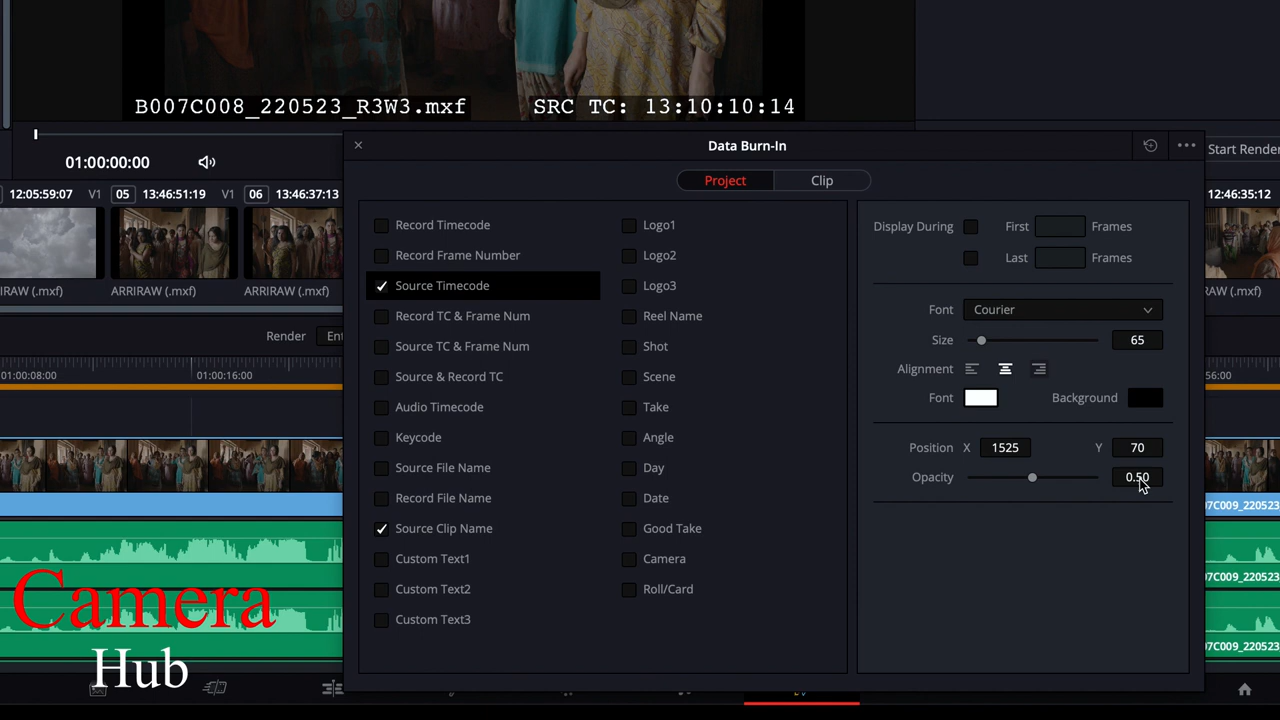 B007C008_220523_R3W3.mxf SRC TC: 13:10:10:14
01:00:00:00
Data Burn-In
Start Render
Project Clip
12:05:59:07 V1 05 13:46:51:19 V1 06 13:46:37:13
12:46:35:12
IRAW (.mxf) ARRIRAW (.mxf) ARRIRAW (.mxf)
RAW (.mxf)
Render Ent
01:00:08:00 01:00:16:00
56:00
Record Timecode
Record Frame Number
Source Timecode
Record TC & Frame Num
Source TC & Frame Num
Source & Record TC
Audio Timecode
Keycode
Source File Name
Record File Name
Source Clip Name
Custom Text1
Custom Text2
Custom Text3
Logo1
Logo2
Logo3
Reel Name
Shot
Scene
Take
Angle
Day
Date
Good Take
Camera
Roll/Card
Display During First Frames
Last Frames
Font Courier
Size 65
Alignment
Font Background
Position X 1525 Y 70
Opacity 0.50
7C009_220523
7C009_220523
7C009_220523
Camera
Hub